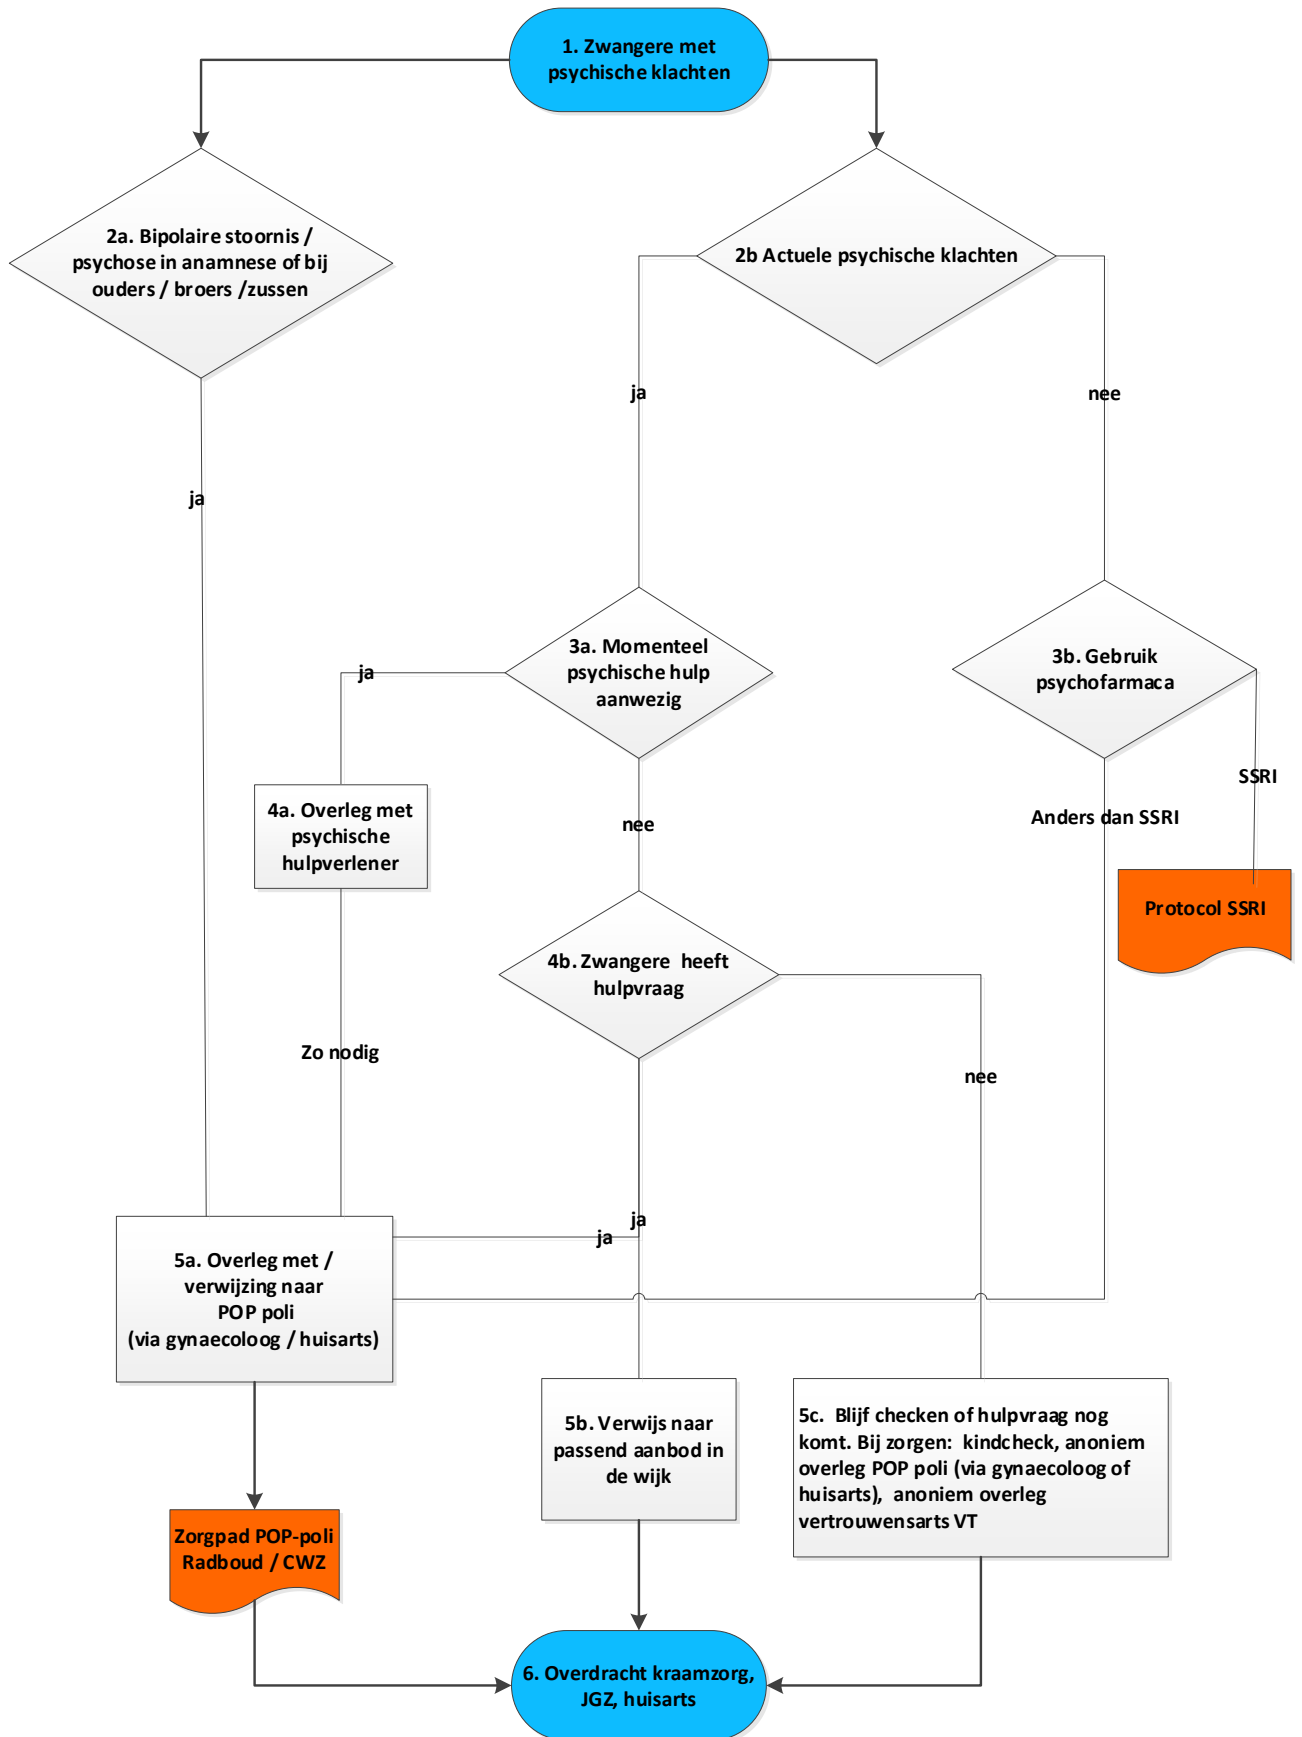 1. Zwangere met
psychische klachten
2a. Bipolaire stoornis /
psychose in anamnese of bij
ouders / broers /zussen
2b Actuele psychische klachten
ja
nee
ja
3a. Momenteel
psychische hulp
aanwezig
3b. Gebruik
psychofarmaca
ja
SSRI
4a. Overleg met
psychische
hulpverlener
nee
Anders dan SSRI
Protocol SSRI
4b. Zwangere  heeft
hulpvraag
Zo nodig
nee
ja
ja
5a. Overleg met /
verwijzing naar
POP poli
(via gynaecoloog / huisarts)
5b. Verwijs naar
passend aanbod in
de wijk
5c.  Blijf checken of hulpvraag nog
komt. Bij zorgen:  kindcheck, anoniem
overleg POP poli (via gynaecoloog of
huisarts),  anoniem overleg
vertrouwensarts VT
Zorgpad POP-poli
Radboud / CWZ
6. Overdracht kraamzorg,
JGZ, huisarts